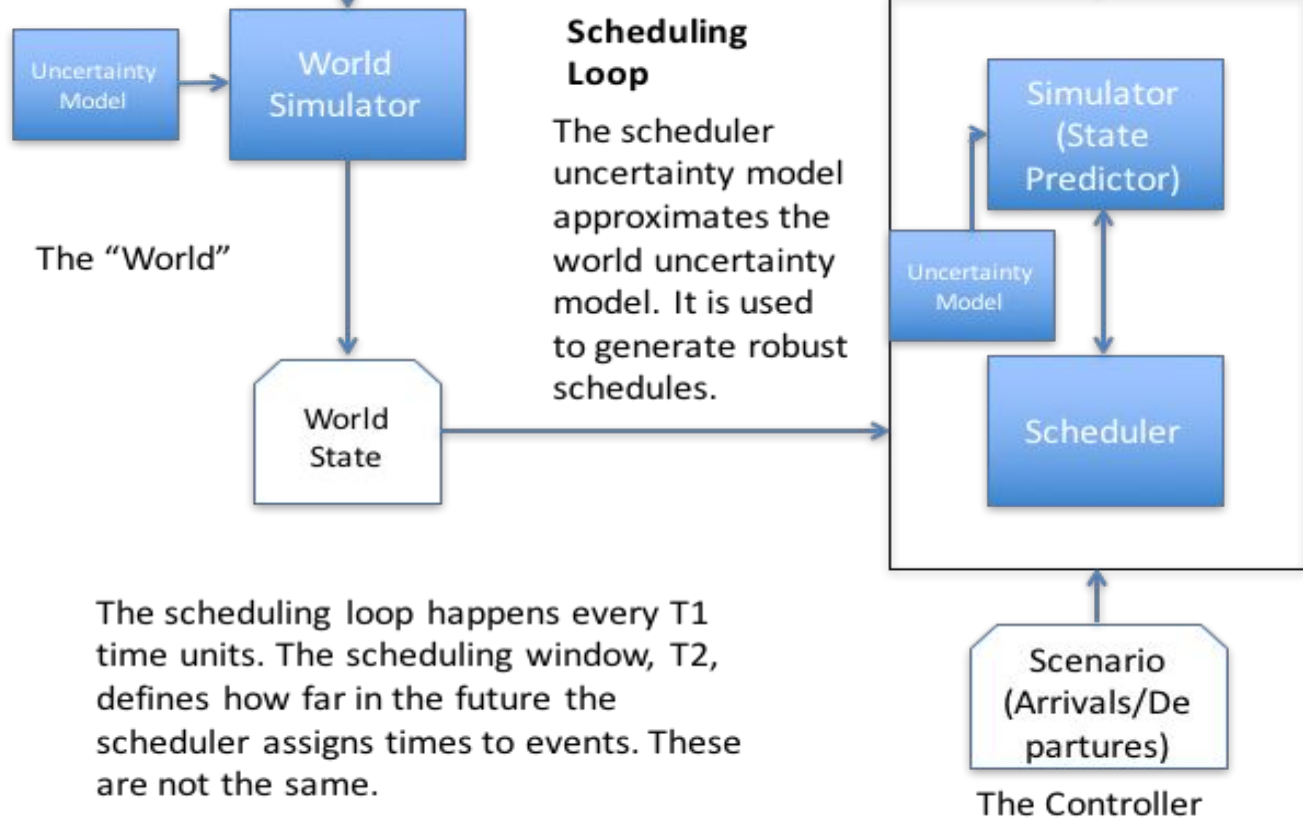 Uncertainty
Model
World
Simulator
The “World”
World
State
Scheduling
Loop
The scheduler
uncertainty model
approximates the
world uncertainty
model. It is used
to generate robust
schedules.
Simulator
(State
Predictor)
Uncertainty
Model
Scheduler
The scheduling loop happens every T1
time units. The scheduling window, T2,
defines how far in the future the
scheduler assigns times to events. These
are not the same.
Scenario
(Arrivals/De
partures)
The Controller